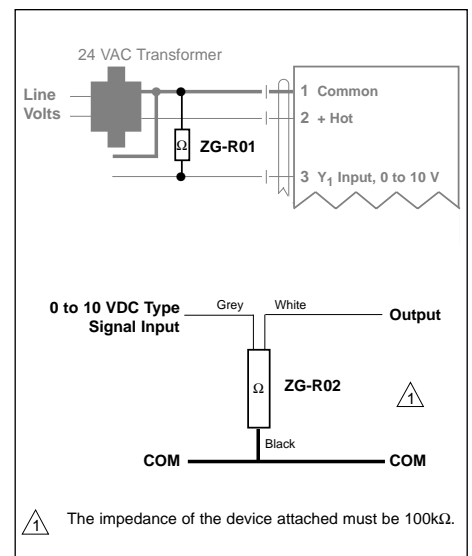 24 VAC Transformer
Line
Volts
1 Common
2 + Hot
Ω ZG-R01
3 Y1 Input, 0 to 10 V
0 to 10 VDC Type
Signal Input
Grey
White
Output
Ω ZG-R02
1
Black
COM
COM
1 The impedance of the device attached must be 100kΩ.